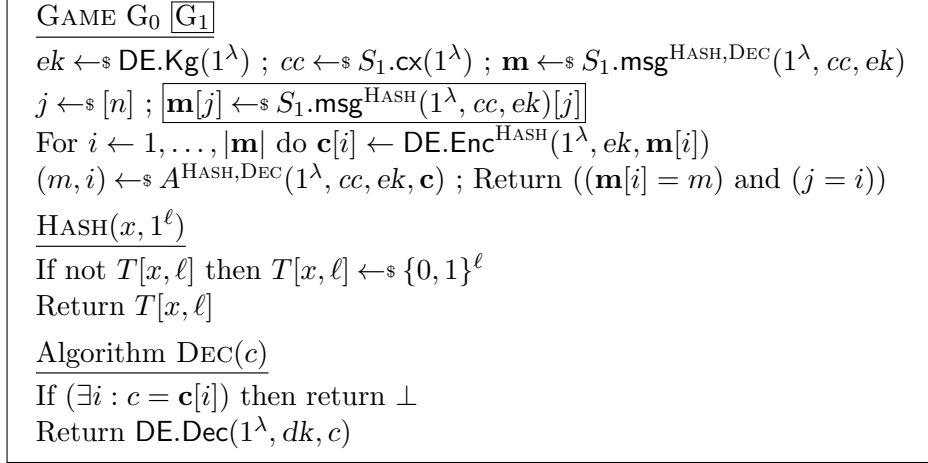 GAME G₀ G₁
ek ←$ DE.Kg(1^λ) ; cc ←$ S₁.cx(1^λ) ; m ←$ S₁.msg^{HASH,DEC}(1^λ, cc, ek)
j ←$ [n] ; m[j] ←$ S₁.msg^{HASH}(1^λ, cc, ek)[j]
For i ← 1, . . . , |m| do c[i] ← DE.Enc^{HASH}(1^λ, ek, m[i])
(m, i) ←$ A^{HASH,DEC}(1^λ, cc, ek, c) ; Return ((m[i] = m) and (j = i))
HASH(x, 1^ℓ)
If not T[x, ℓ] then T[x, ℓ] ←$ {0, 1}^ℓ
Return T[x, ℓ]
Algorithm DEC(c)
If (∃i : c = c[i]) then return ⊥
Return DE.Dec(1^λ, dk, c)